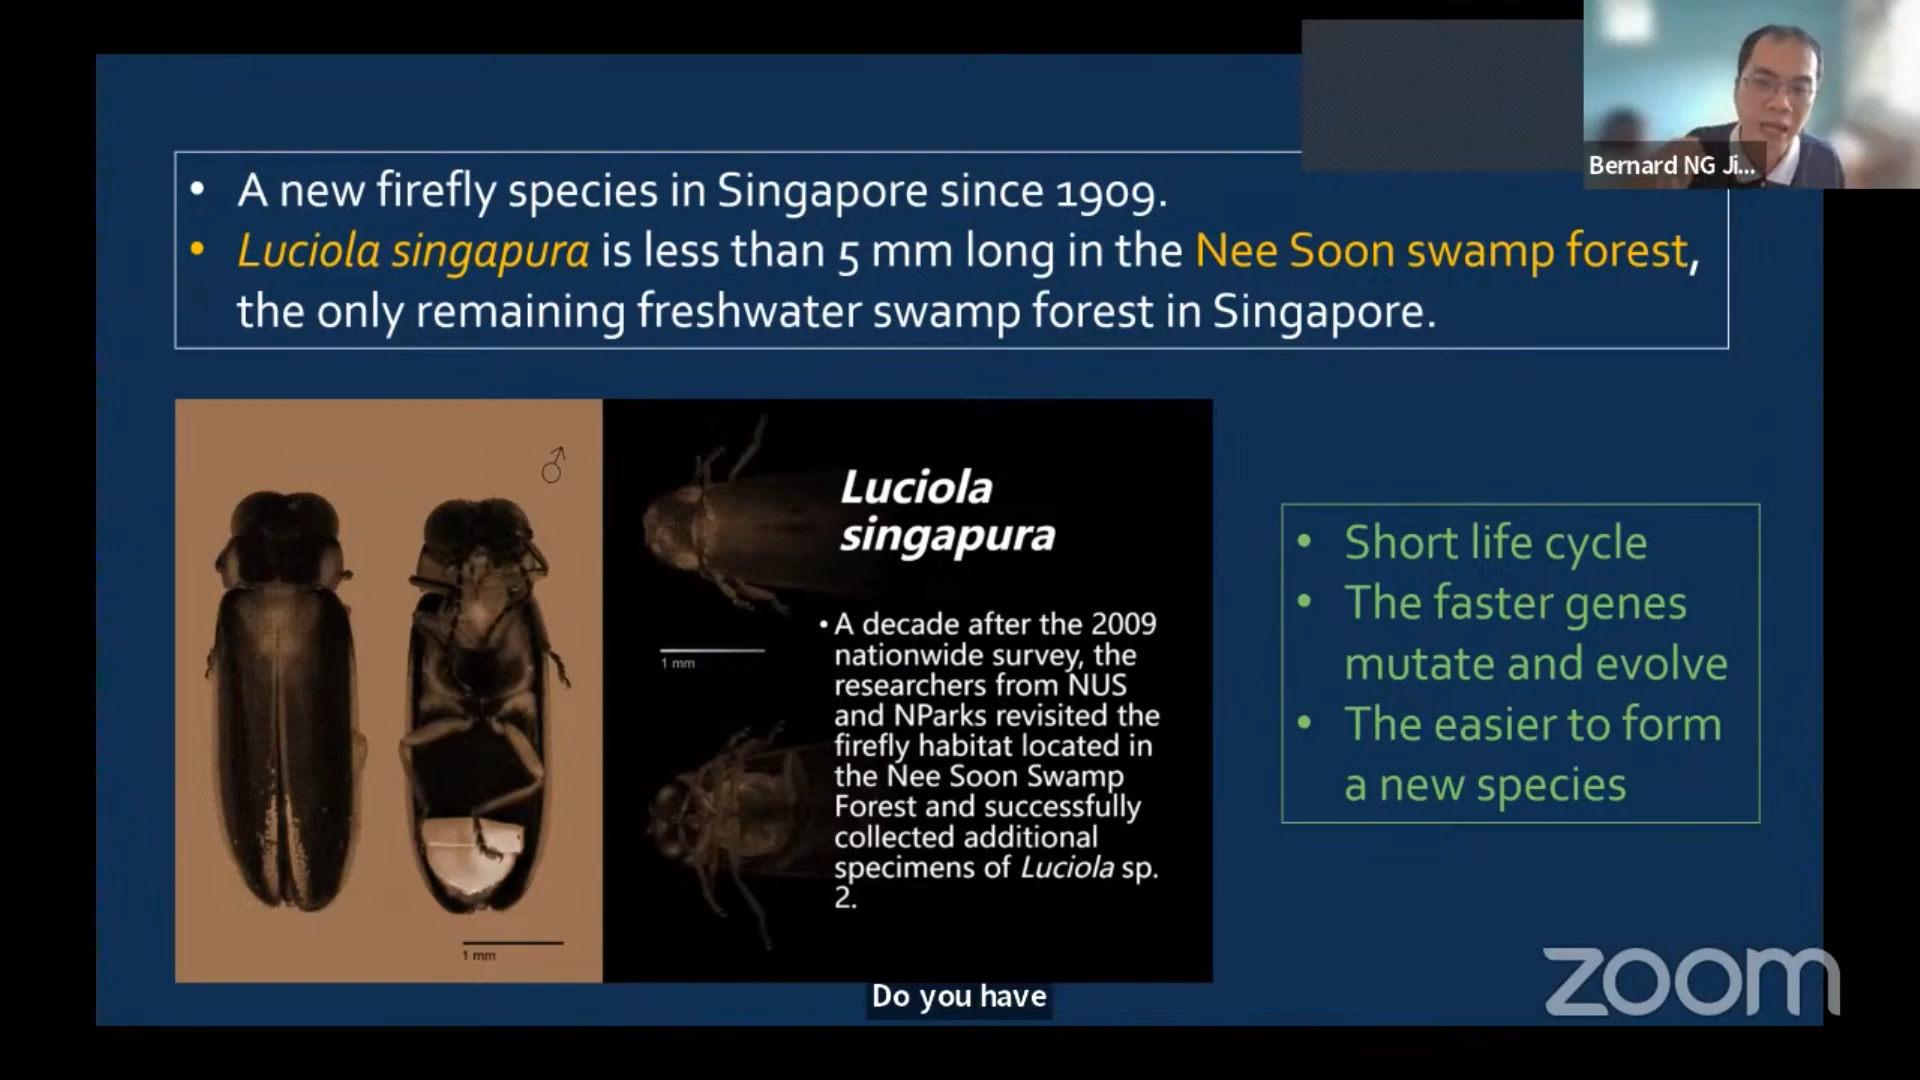 Bernard NG Ji...
• A new firefly species in Singapore since 1909.
• Luciola singapura is less than 5 mm long in the Nee Soon swamp forest,
the only remaining freshwater swamp forest in Singapore.
♂
1 mm
Luciola
singapura
1 mm
• A decade after the 2009
nationwide survey, the
researchers from NUS
and NParks revisited the
firefly habitat located in
the Nee Soon Swamp
Forest and successfully
collected additional
specimens of Luciola sp.
2.
• Short life cycle
• The faster genes
mutate and evolve
• The easier to form
a new species
Do you have
zoom